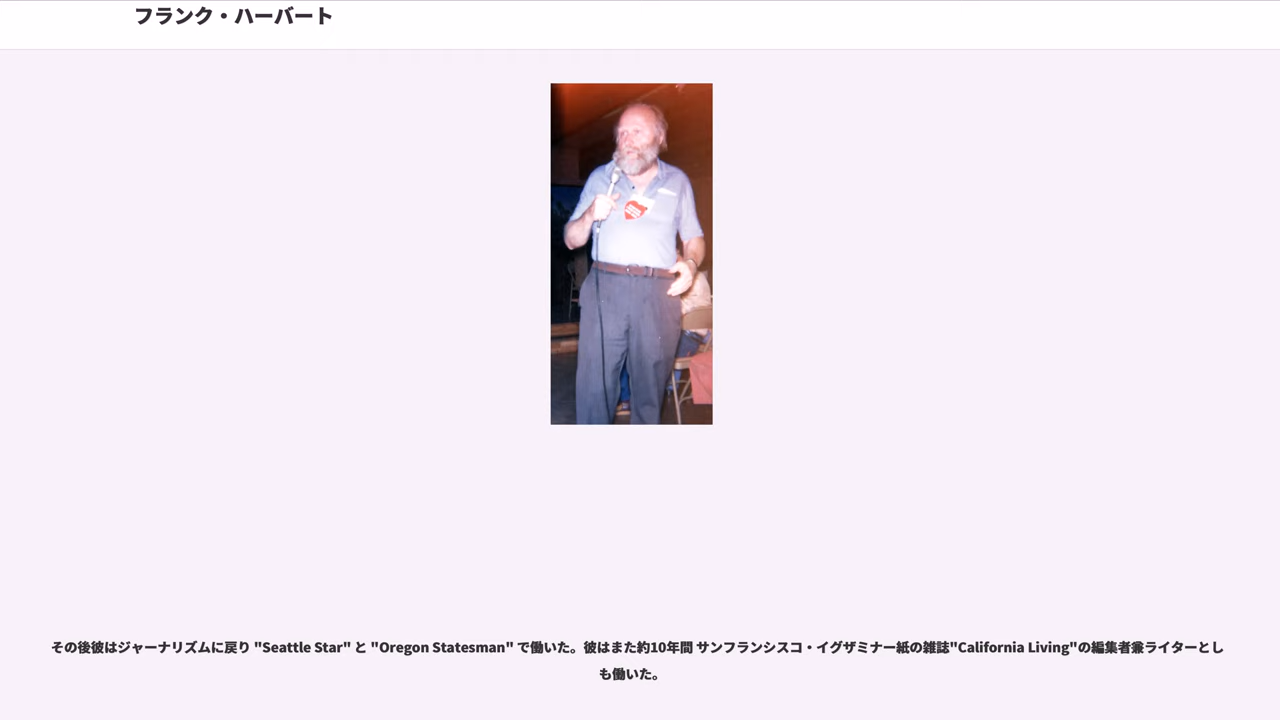 フランク・ハーバート
その後彼はジャーナリズムに戻り "Seattle Star" と "Oregon Statesman" で働いた。彼はまた約10年間 サンフランシスコ・イグザミナー紙の雑誌"California Living"の編集者兼ライターとし
も働いた。